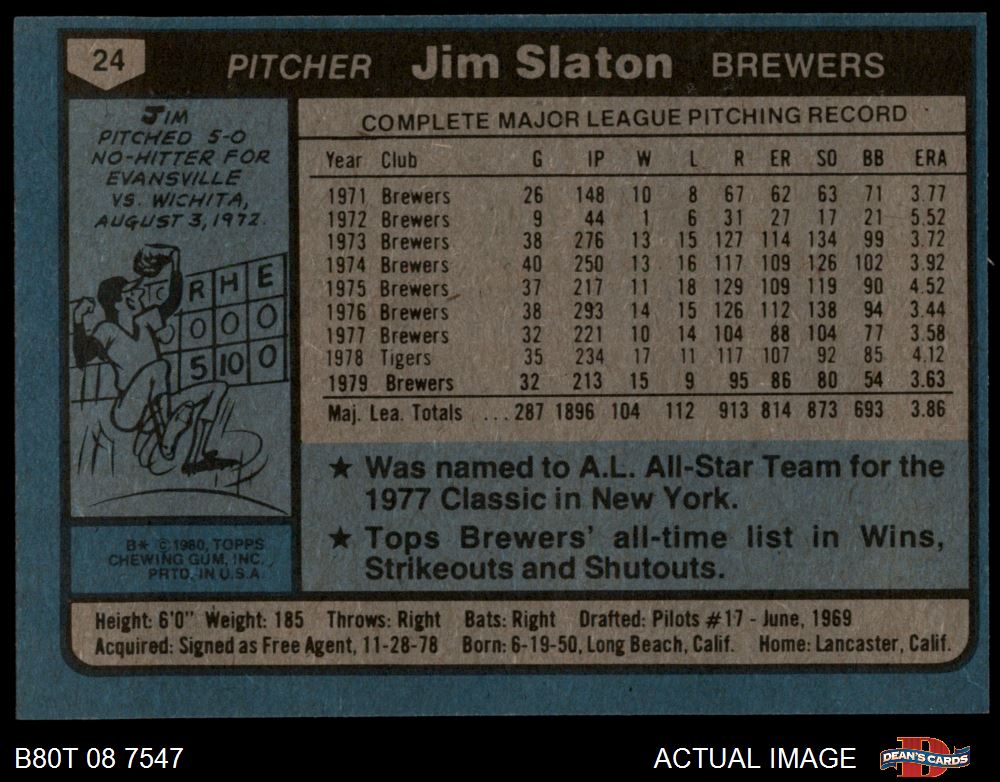 24 PITCHER Jim Slaton BREWERS
JIM
PITCHED 5-0
NO-HITTER FOR
EVANSVILLE
VS. WICHITA,
AUGUST 3, 1972.
R H E
0 0 0
5 10 0
B* © 1980, TOPPS
CHEWING GUM, INC.
PRTD. IN U.S.A.
COMPLETE MAJOR LEAGUE PITCHING RECORD
Year Club G IP W L R ER SO BB ERA
1971 Brewers 26 148 10 8 67 62 63 71 3.77
1972 Brewers 9 44 1 6 31 27 17 21 5.52
1973 Brewers 38 276 13 15 127 114 134 99 3.72
1974 Brewers 40 250 13 16 117 109 126 102 3.92
1975 Brewers 37 217 11 18 129 109 119 90 4.52
1976 Brewers 38 293 14 15 126 112 138 94 3.44
1977 Brewers 32 221 10 14 104 88 104 77 3.58
1978 Tigers 35 234 17 11 117 107 92 85 4.12
1979 Brewers 32 213 15 9 95 86 80 54 3.63
Maj. Lea. Totals ... 287 1896 104 112 913 814 873 693 3.86
★ Was named to A.L. All-Star Team for the
1977 Classic in New York.
★ Tops Brewers' all-time list in Wins,
Strikeouts and Shutouts.
Height: 6'0" Weight: 185 Throws: Right Bats: Right Drafted: Pilots #17 - June, 1969
Acquired: Signed as Free Agent, 11-28-78 Born: 6-19-50, Long Beach, Calif. Home: Lancaster, Calif.
B80T 08 7547 ACTUAL IMAGE DEAN'S CARDS